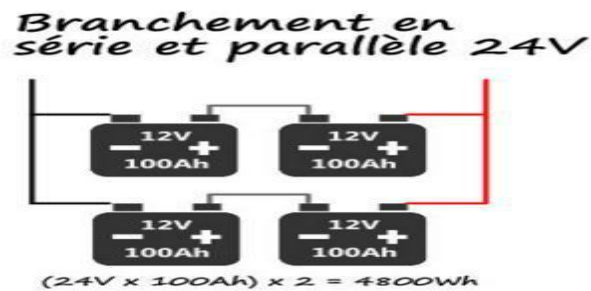 Branchement en
série et parallèle 24V
12V
- +
100Ah
12V
- +
100Ah
12V
- +
100Ah
12V
- +
100Ah
(24V x 100Ah) x 2 = 4800Wh